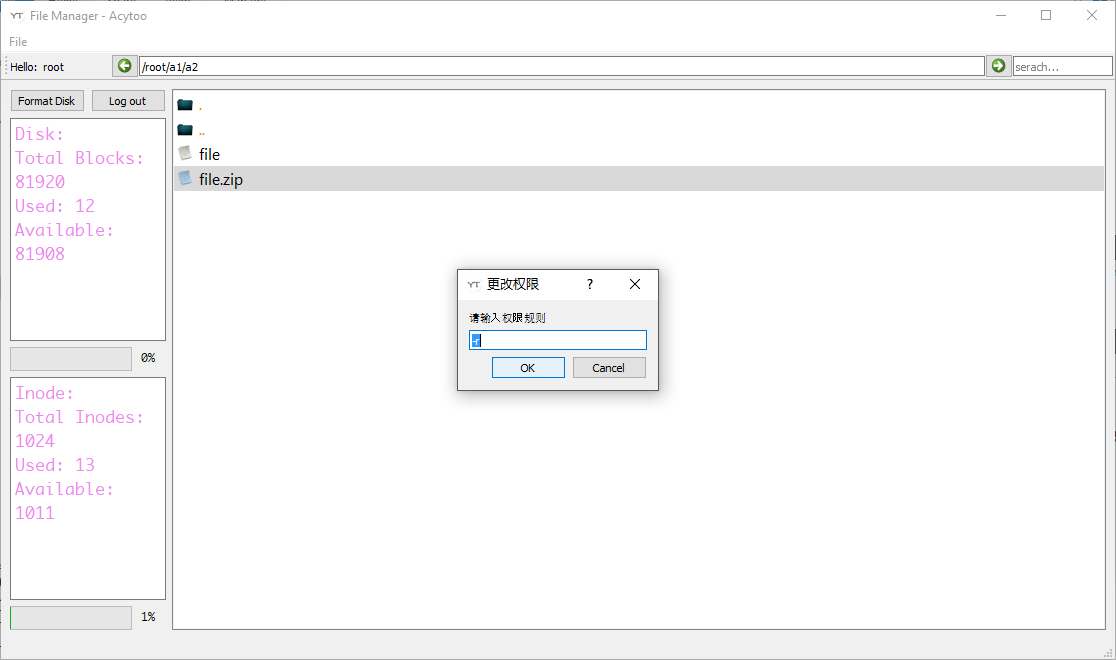 YT File Manager - Acytoo
File
Hello: root
/root/a1/a2
serach...
Format Disk
Log out
Disk:
Total Blocks:
81920
Used: 12
Available:
81908
0%
Inode:
Total Inodes:
1024
Used: 13
Available:
1011
1%
.
..
file
file.zip
YT 更改权限
?
请输入权限规则
-r
OK
Cancel